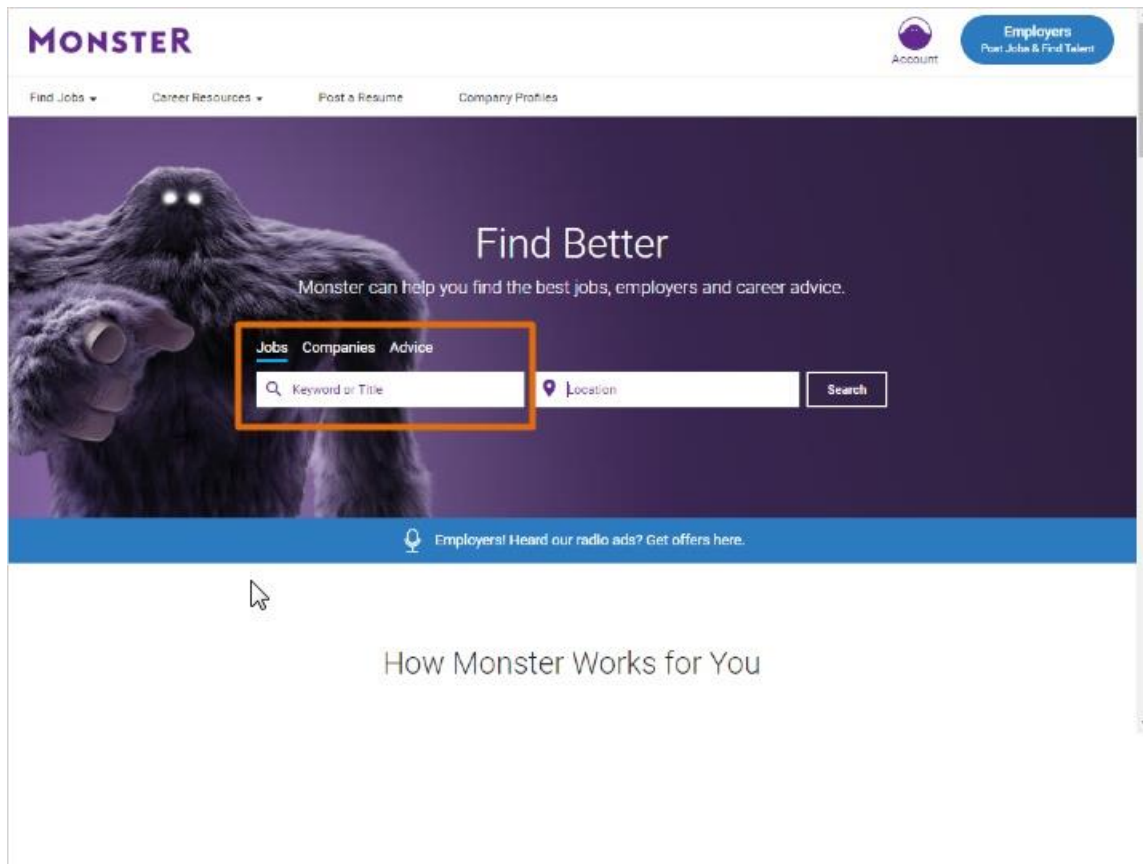 MONSTER
Account
Employers
Post Jobs & Find Talent
Find Jobs Career Resources Post a Resume Company Profiles
Find Better
Monster can help you find the best jobs, employers and career advice.
Jobs Companies Advice
Keyword or Title Location Search
Employers! Heard our radio ads? Get offers here.
How Monster Works for You